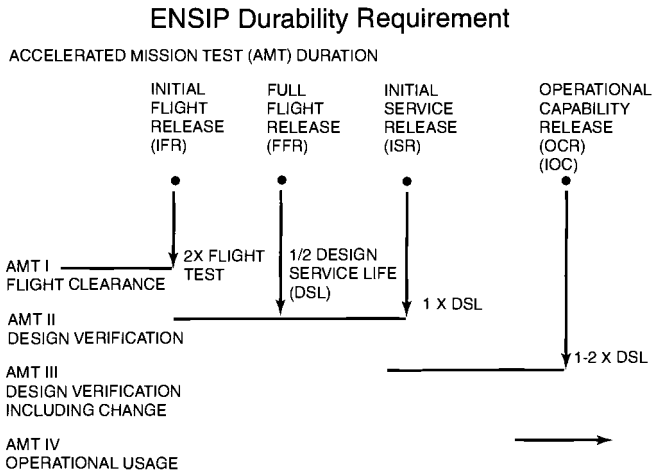 ENSIP Durability Requirement
ACCELERATED MISSION TEST (AMT) DURATION
INITIAL
FLIGHT
RELEASE
(IFR)
FULL
FLIGHT
RELEASE
(FFR)
INITIAL
SERVICE
RELEASE
(ISR)
OPERATIONAL
CAPABILITY
RELEASE
(OCR)
(IOC)
AMT I
FLIGHT CLEARANCE
2X FLIGHT
TEST
1/2 DESIGN
SERVICE LIFE
(DSL)
AMT II
DESIGN VERIFICATION
1 X DSL
AMT III
DESIGN VERIFICATION
INCLUDING CHANGE
1-2 X DSL
AMT IV
OPERATIONAL USAGE